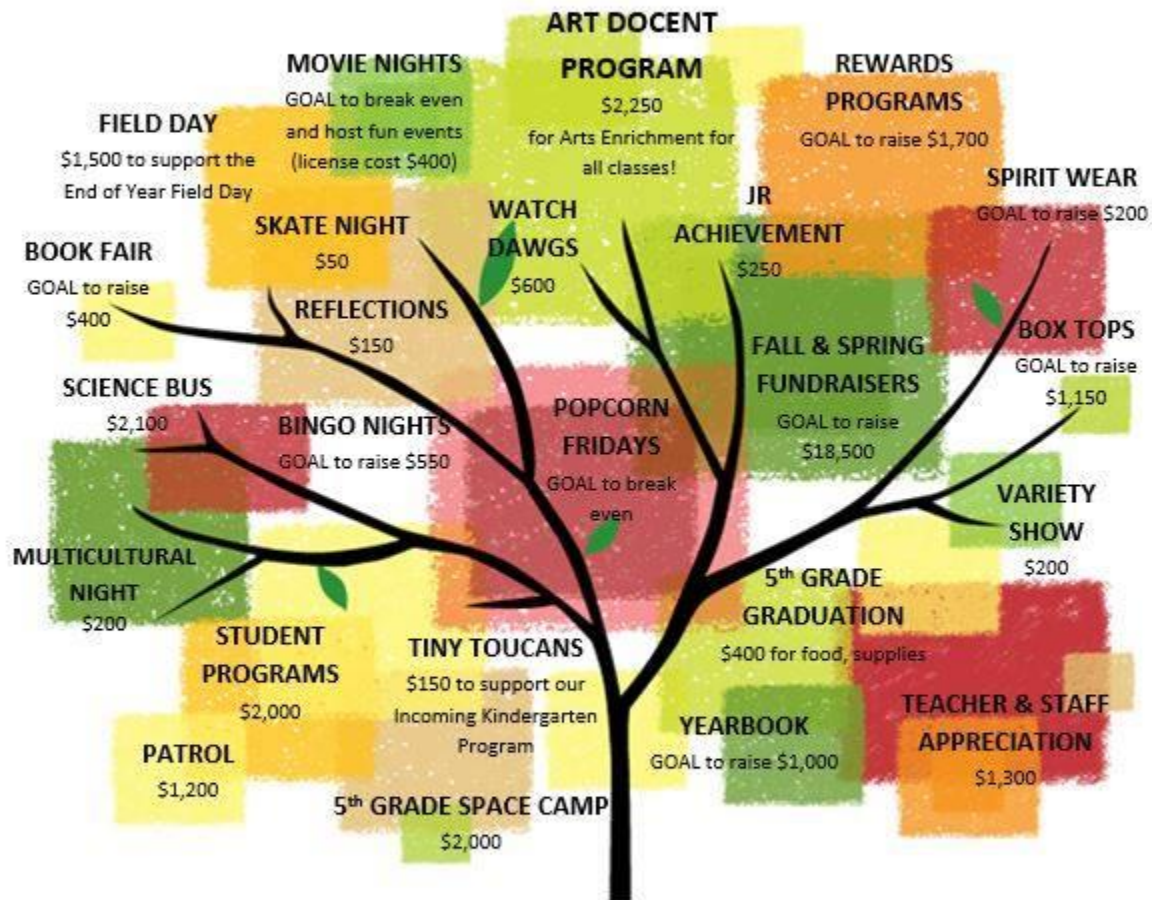 ART DOCENT
PROGRAM
$2,250
for Arts Enrichment for
all classes!
MOVIE NIGHTS
GOAL to break even
and host fun events
(license cost $400)
REWARDS
PROGRAMS
GOAL to raise $1,700
FIELD DAY
$1,500 to support the
End of Year Field Day
SPIRIT WEAR
GOAL to raise $200
SKATE NIGHT
$50
WATCH
DAWGS
$600
JR
ACHIEVEMENT
$250
BOOK FAIR
GOAL to raise
$400
REFLECTIONS
$150
FALL & SPRING
FUNDRAISERS
GOAL to raise
$18,500
BOX TOPS
GOAL to raise
$1,150
SCIENCE BUS
$2,100
BINGO NIGHTS
GOAL to raise $550
POPCORN
FRIDAYS
GOAL to break
even
VARIETY
SHOW
$200
MULTICULTURAL
NIGHT
$200
5th GRADE
GRADUATION
$400 for food, supplies
STUDENT
PROGRAMS
$2,000
TINY TOUCANS
$150 to support our
Incoming Kindergarten
Program
TEACHER & STAFF
APPRECIATION
$1,300
YEARBOOK
GOAL to raise $1,000
PATROL
$1,200
5th GRADE SPACE CAMP
$2,000